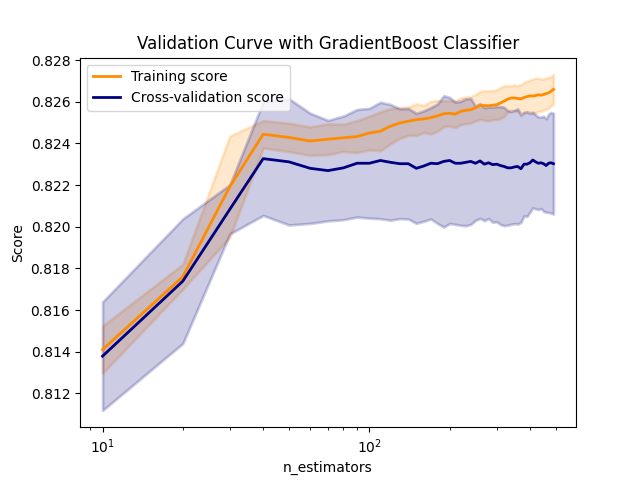 Validation Curve with GradientBoost Classifier
Training score
Cross-validation score
0.828
0.826
0.824
0.822
0.820
0.818
0.816
0.814
0.812
Score
10¹
10²
n_estimators